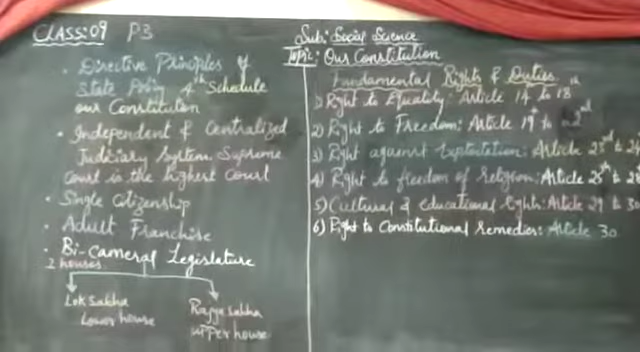 CLASS:09 P3
Sub: Social Science
Topic: Our Constitution
• Directive Principles of
State Policy 4th Schedule
our Constitution
• Independent & Centralized
Judiciary System Supreme
Court is the highest Court
• Single Citizenship
• Adult Franchise
• Bi-Cameral Legislature
2 houses
Lok Sabha
Lower house
Rajya Sabha
upper house
Fundamental Rights & Duties
1) Right to Equality: Article 14 to 18th
2) Right to Freedom: Article 19th to 22nd
3) Right against Exploitation: Article 23rd to 24
4) Right to freedom of Religion: Article 25th to 28
5) Cultural & Educational Rights: Article 29 to 30
6) Right to Constitutional Remedies: Article 30